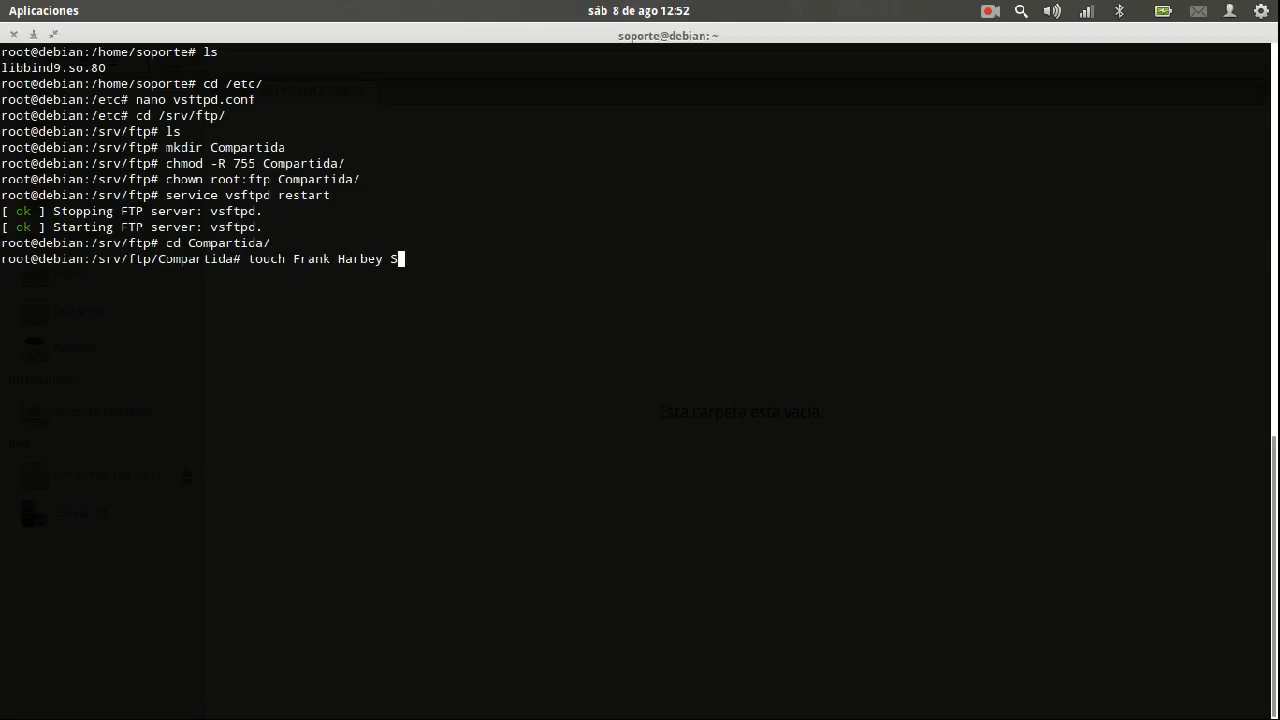 Aplicaciones
sáb 8 de ago 12:52
soporte@debian: ~
root@debian:/home/soporte# ls
libbind9.so.80
root@debian:/home/soporte# cd /etc/
root@debian:/etc# nano vsftpd.conf
root@debian:/etc# cd /srv/ftp/
root@debian:/srv/ftp# ls
root@debian:/srv/ftp# mkdir Compartida
root@debian:/srv/ftp# chmod -R 755 Compartida/
root@debian:/srv/ftp# chown root:ftp Compartida/
root@debian:/srv/ftp# service vsftpd restart
[ ok ] Stopping FTP server: vsftpd.
[ ok ] Starting FTP server: vsftpd.
root@debian:/srv/ftp# cd Compartida/
root@debian:/srv/ftp/Compartida# touch Frank Harbey S
Esta carpeta está vacía.